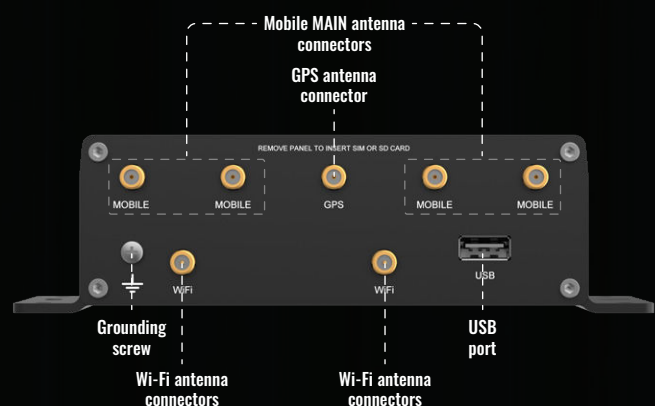 Mobile MAIN antenna
connectors
GPS antenna
connector
REMOVE PANEL TO INSERT SIM OR SD CARD
MOBILE MOBILE GPS MOBILE MOBILE
WiFi WiFi USB
Grounding
screw
USB
port
Wi-Fi antenna
connectors
Wi-Fi antenna
connectors